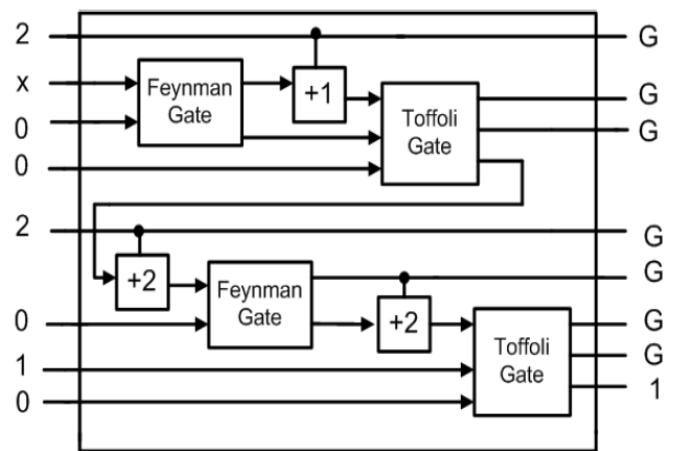 2 G
x Feynman +1 G
0 Gate Toffoli G
0 Gate
2 G
+2 Feynman G
0 Gate +2 G
1 Toffoli G
0 Gate 1